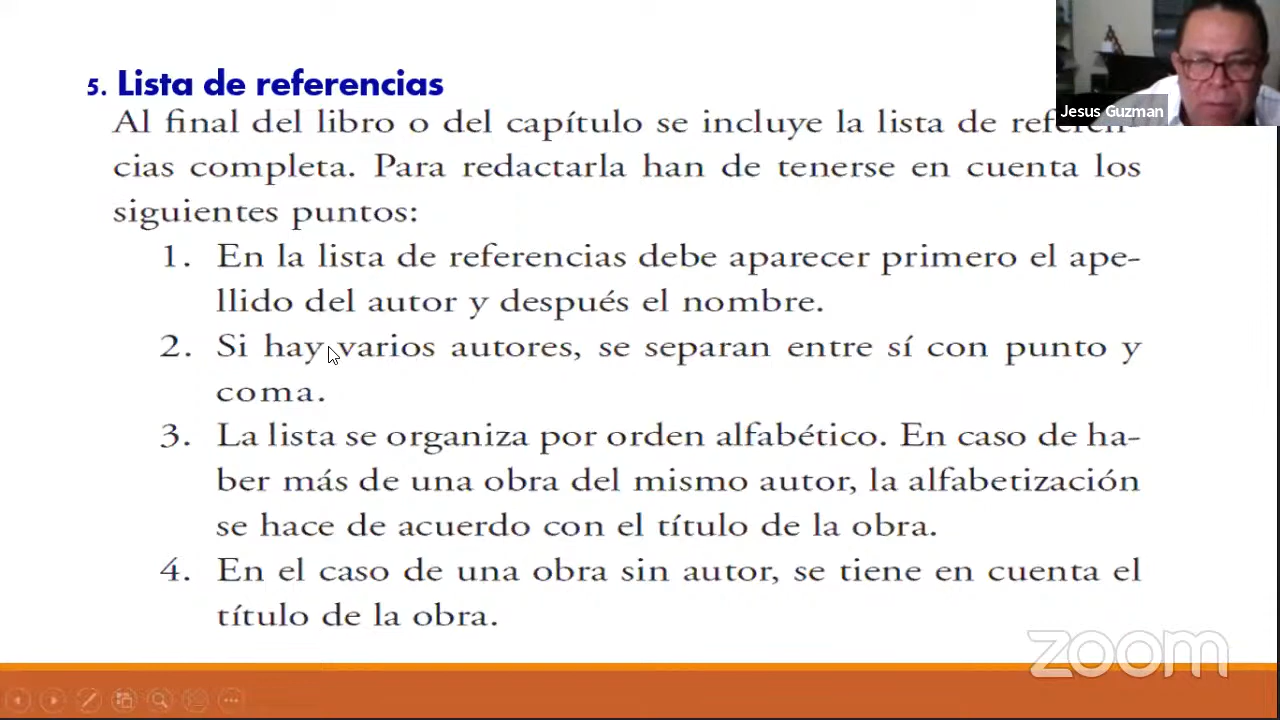 5. Lista de referencias
Al final del libro o del capítulo se incluye la lista de referen-
cias completa. Para redactarla han de tenerse en cuenta los
siguientes puntos:
1. En la lista de referencias debe aparecer primero el ape-
llido del autor y después el nombre.
2. Si hay varios autores, se separan entre sí con punto y
coma.
3. La lista se organiza por orden alfabético. En caso de ha-
ber más de una obra del mismo autor, la alfabetización
se hace de acuerdo con el título de la obra.
4. En el caso de una obra sin autor, se tiene en cuenta el
título de la obra.
Jesus Guzman
zoom